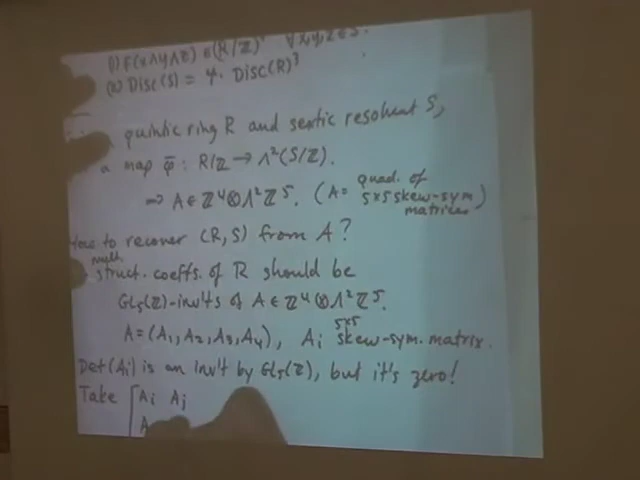 (i) F(x∧y∧z) ∈ (R/ℤ)* ∀x,y,z∈S.
(ii) Disc(S) = 4· Disc(R)³
quintic ring R and sextic resolvent S,
a map φ̄ : R/ℤ → Λ²(S/ℤ).
⇒ A ∈ ℤ⁴⊗Λ²ℤ⁵. (A = quad. of 5×5 skew-sym matrices)
to recover (R, S) from A?
mult. struct. coeffs. of R should be
GL₅(ℤ)-inv'ts of A ∈ ℤ⁴⊗Λ²ℤ⁵.
A = (A₁, A₂, A₃, A₄), Aᵢ 5×5 skew-sym. matrix.
Det(Aᵢ) is an inv't by GL₅(ℤ), but it's zero!
Take [Aᵢ Aⱼ
A